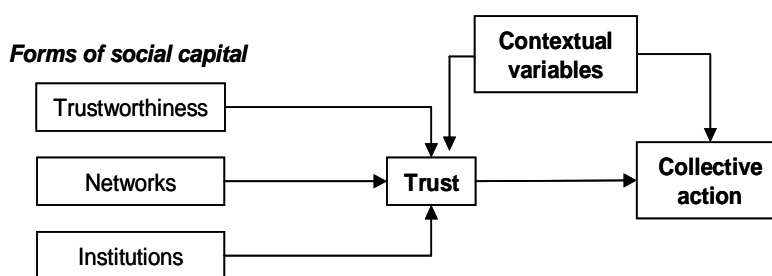 Forms of social capital
Contextual
variables
Trustworthiness
Networks
Trust
Collective
action
Institutions